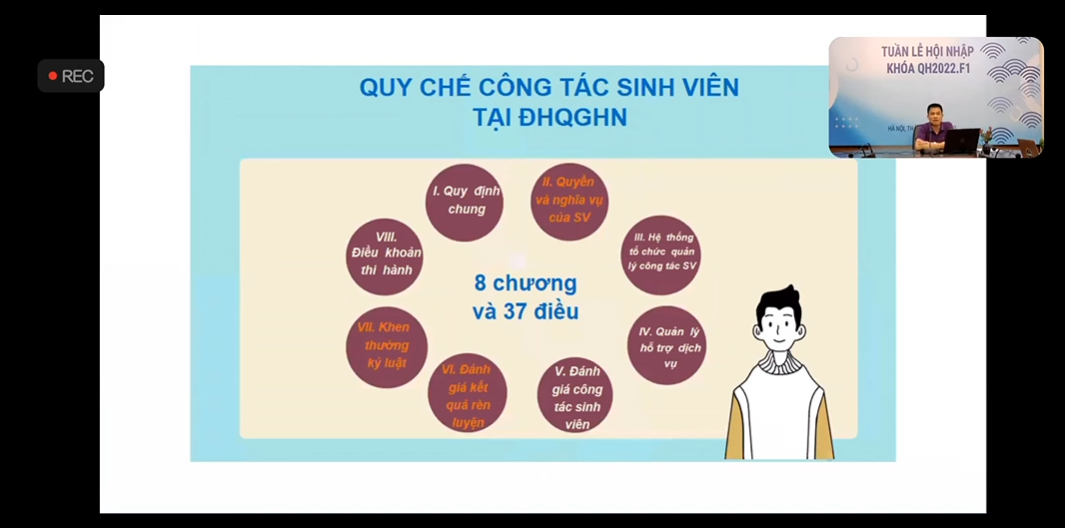 REC
TUẦN LỄ HỘI NHẬP
KHÓA QH2022.F1
HÀ NỘI, TH
QUY CHẾ CÔNG TÁC SINH VIÊN
TẠI ĐHQGHN
I. Quy định
chung
II. Quyền
và nghĩa vụ
của SV
III. Hệ thống
tổ chức quản
lý công tác SV
IV. Quản lý
hỗ trợ dịch
vụ
V. Đánh
giá công
tác sinh
viên
VI. Đánh
giá kết
quả rèn
luyện
VII. Khen
thưởng
kỷ luật
VIII.
Điều khoản
thi hành
8 chương
và 37 điều